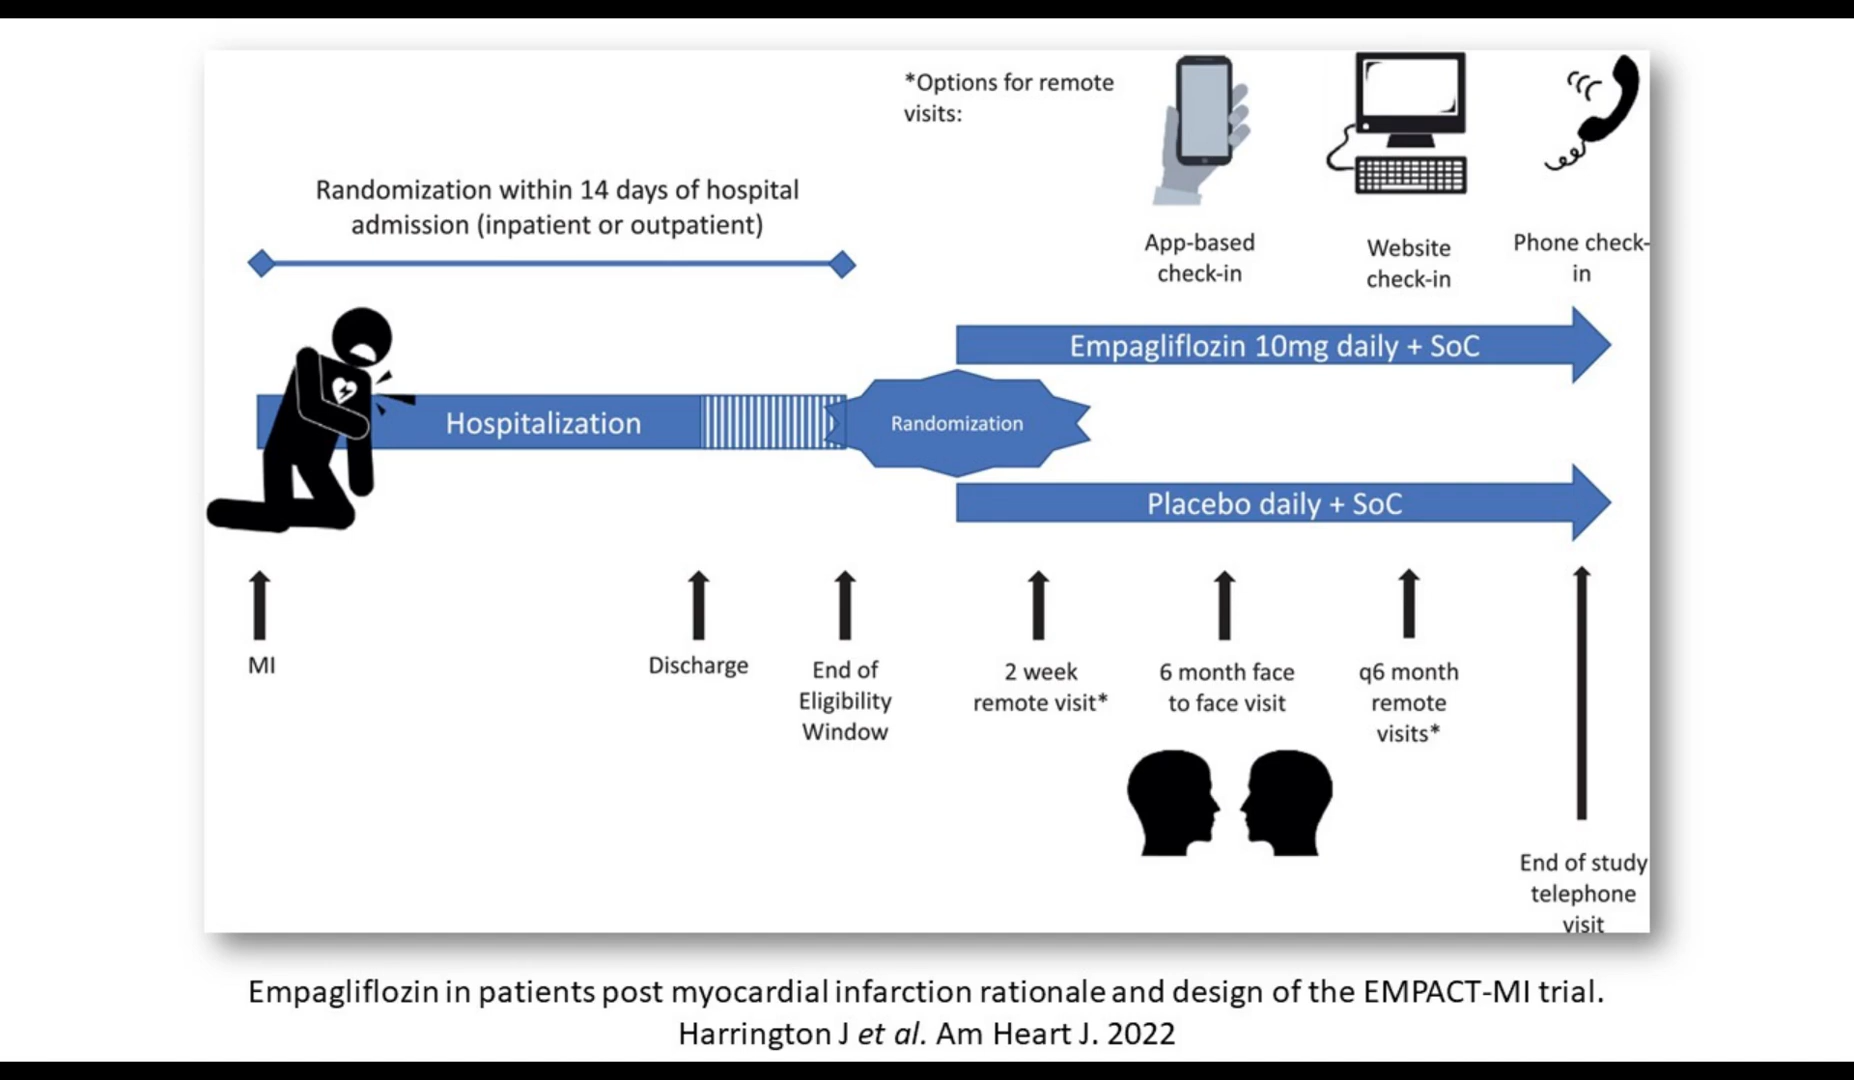 *Options for remote
visits:
App-based
check-in
Website
check-in
Phone check-
in
Randomization within 14 days of hospital
admission (inpatient or outpatient)
Empagliflozin 10mg daily + SoC
Hospitalization
Randomization
Placebo daily + SoC
MI
Discharge
End of
Eligibility
Window
2 week
remote visit*
6 month face
to face visit
q6 month
remote
visits*
End of study
telephone
visit
Empagliflozin in patients post myocardial infarction rationale and design of the EMPACT-MI trial.
Harrington J et al. Am Heart J. 2022